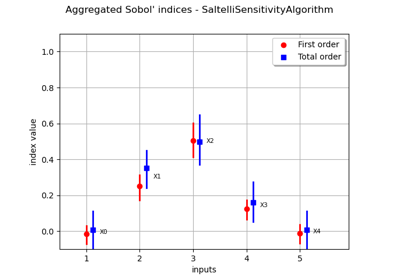 Aggregated Sobol' indices - SaltelliSensitivityAlgorithm
First order
Total order
1.0
0.8
0.6
0.4
0.2
0.0
index value
X0
X1
X2
X3
X4
1 2 3 4 5
inputs